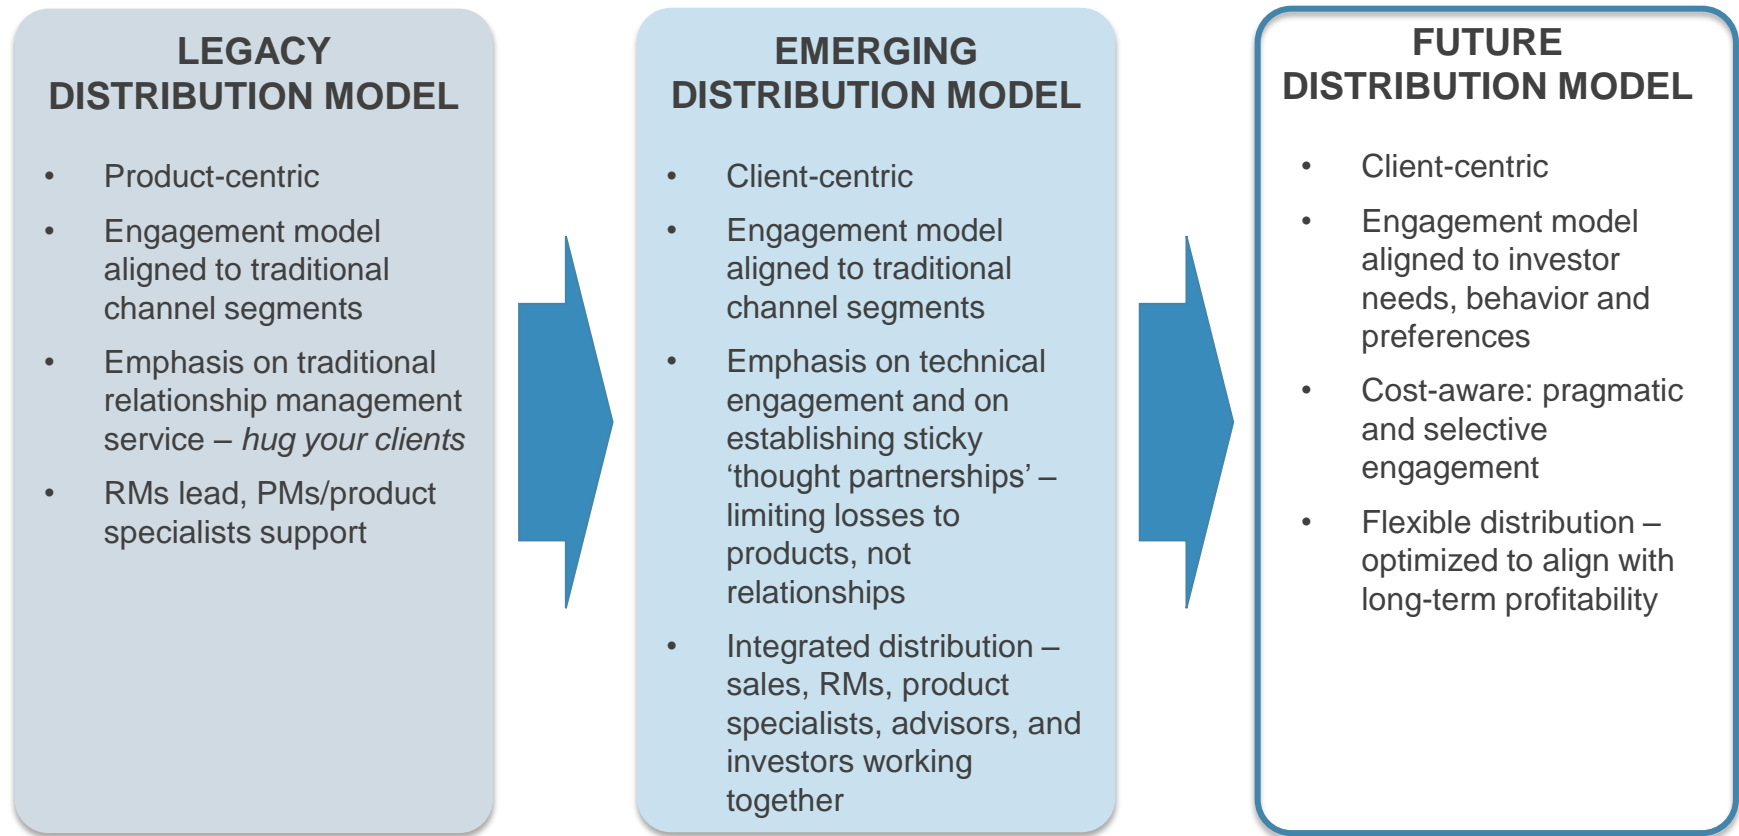 LEGACY
DISTRIBUTION MODEL
• Product-centric
• Engagement model
aligned to traditional
channel segments
• Emphasis on traditional
relationship management
service – hug your clients
• RMs lead, PMs/product
specialists support
EMERGING
DISTRIBUTION MODEL
• Client-centric
• Engagement model
aligned to traditional
channel segments
• Emphasis on technical
engagement and on
establishing sticky
‘thought partnerships’ –
limiting losses to
products, not
relationships
• Integrated distribution –
sales, RMs, product
specialists, advisors, and
investors working
together
FUTURE
DISTRIBUTION MODEL
• Client-centric
• Engagement model
aligned to investor
needs, behavior and
preferences
• Cost-aware: pragmatic
and selective
engagement
• Flexible distribution –
optimized to align with
long-term profitability